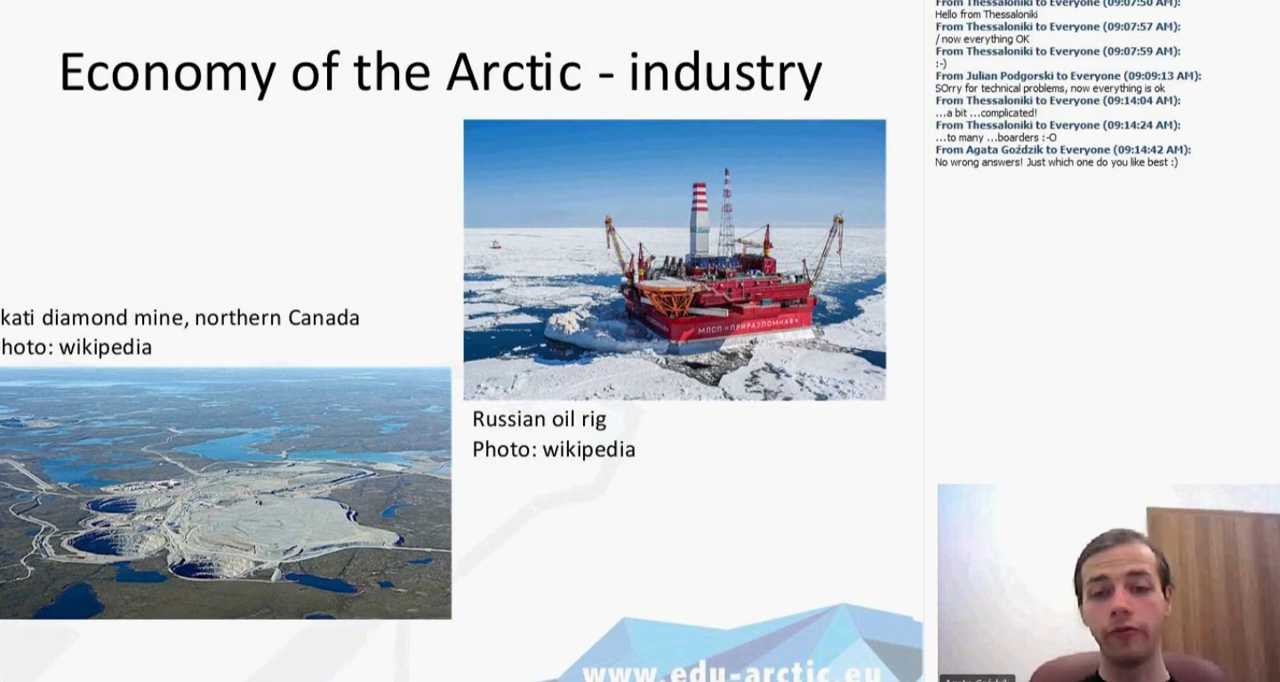 Economy of the Arctic - industry
kati diamond mine, northern Canada
hoto: wikipedia
МЛСП «ПРИРАЗЛОМНАЯ»
Russian oil rig
Photo: wikipedia
www.edu-arctic.eu
From Thessaloniki to Everyone (09:07:50 AM):
Hello from Thessaloniki
From Thessaloniki to Everyone (09:07:57 AM):
/ now everything OK
From Thessaloniki to Everyone (09:07:59 AM):
:-)
From Julian Podgorski to Everyone (09:09:13 AM):
SOrry for technical problems, now everything is ok
From Thessaloniki to Everyone (09:14:04 AM):
...a bit ...complicated!
From Thessaloniki to Everyone (09:14:24 AM):
...to many ...boarders :-O
From Agata Goździk to Everyone (09:14:42 AM):
No wrong answers! Just which one do you like best :)
Agata Goździk